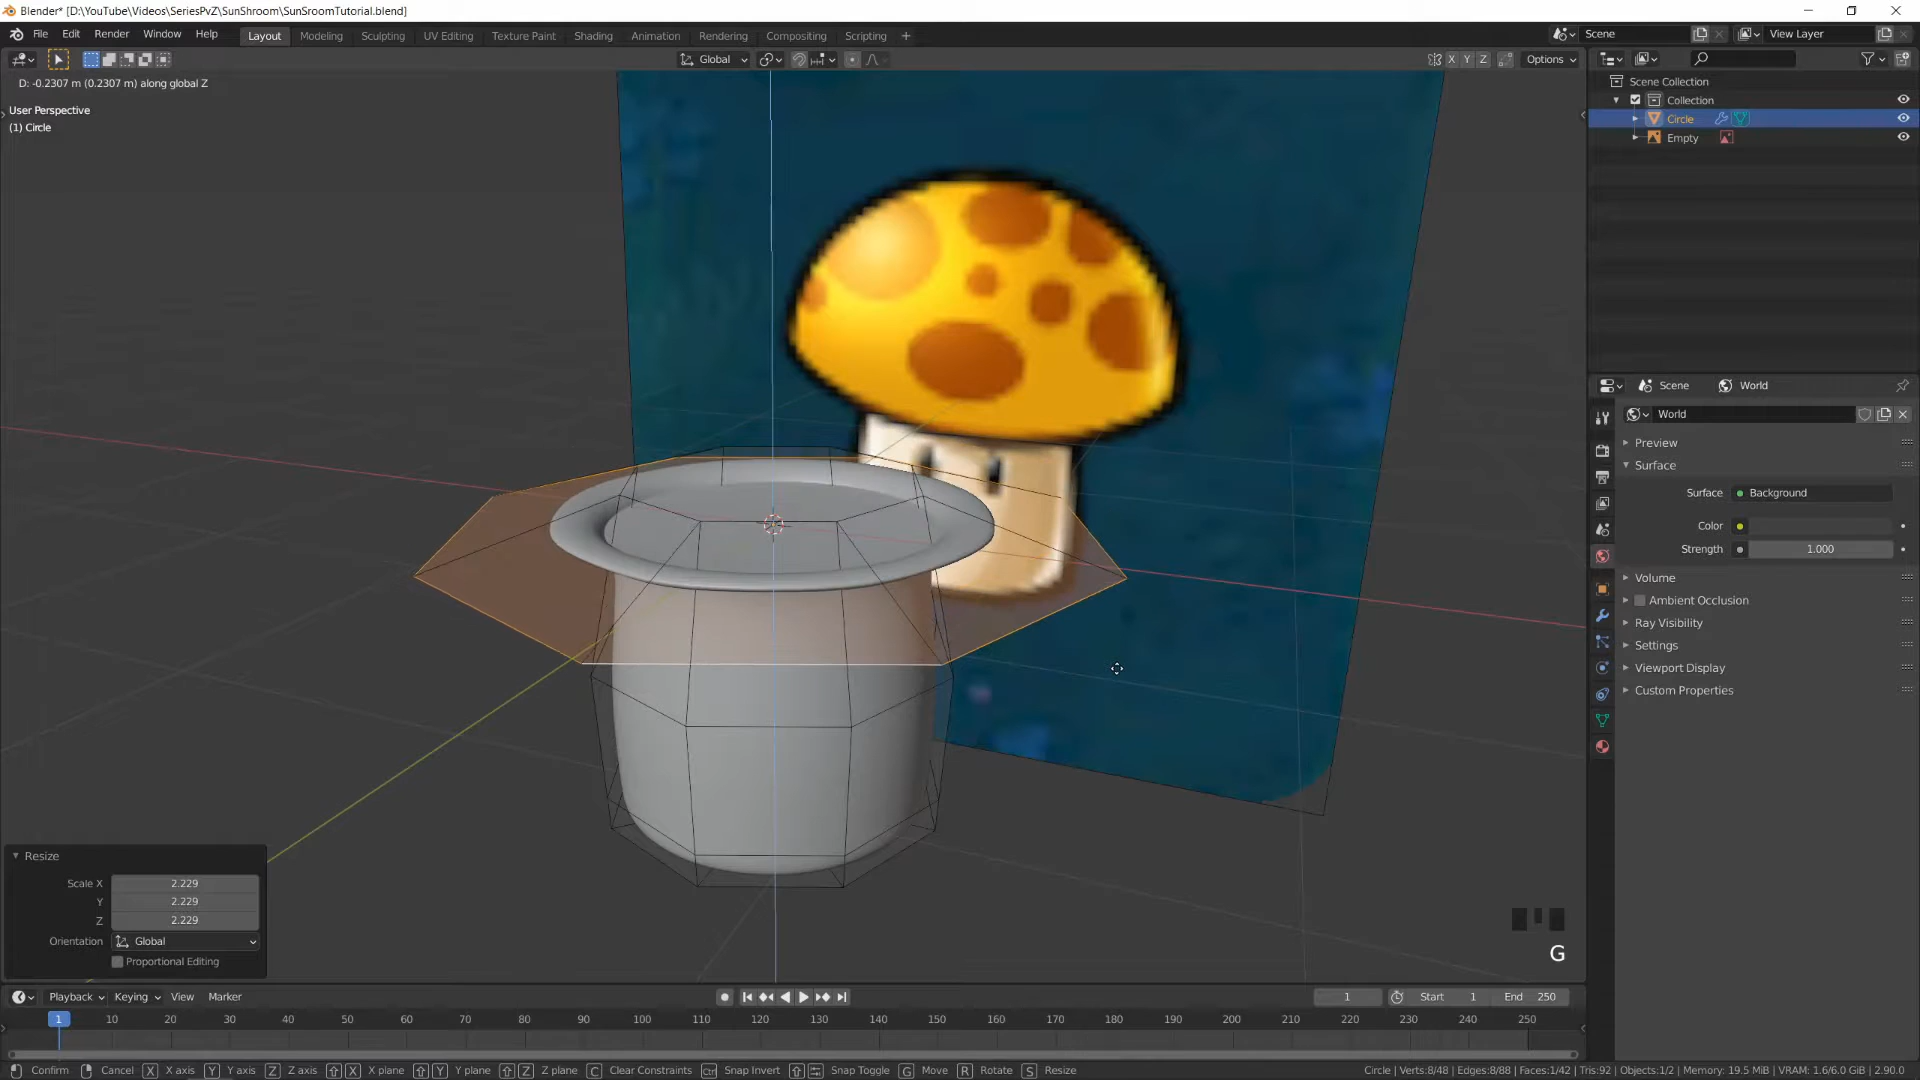 Blender* [D:\YouTube\Videos\SeriesPvZ\SunShroom\SunSroomTutorial.blend]
File Edit Render Window Help Layout Modeling Sculpting UV Editing Texture Paint Shading Animation Rendering Compositing Scripting + Scene View Layer
Global X Y Z Options
D: -0.2307 m (0.2307 m) along global Z
User Perspective
(1) Circle
Scene Collection
Collection
Circle
Empty
Scene World
World
Preview
Surface
Surface Background
Color
Strength 1.000
Volume
Ambient Occlusion
Ray Visibility
Settings
Viewport Display
Custom Properties
Resize
Scale X 2.229
Y 2.229
Z 2.229
Orientation Global
Proportional Editing
G
Playback Keying View Marker 1 Start 1 End 250
1 10 20 30 40 50 60 70 80 90 100 110 120 130 140 150 160 170 180 190 200 210 220 230 240 250
Confirm Cancel X X axis Y Y axis Z Z axis X X plane Y Y plane Z Z plane C Clear Constraints Ctrl Snap Invert Snap Toggle G Move R Rotate S Resize Circle | Verts:8/48 | Edges:8/88 | Faces:1/42 | Tris:92 | Objects:1/2 | Memory: 19.5 MiB | VRAM: 1.6/6.0 GiB | 2.90.0